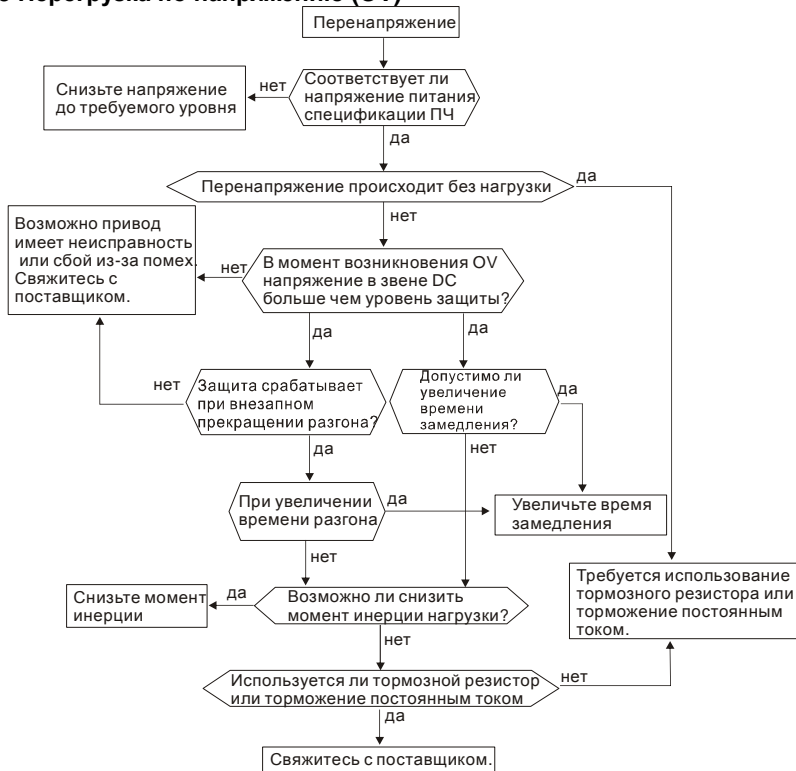 Перегрузка по напряжению (OV)
Перенапряжение
Соответствует ли
напряжение питания
спецификации ПЧ
нет
Снизьте напряжение
до требуемого уровня
да
Перенапряжение происходит без нагрузки
да
нет
Возможно привод
имеет неисправность
или сбой из-за помех.
Свяжитесь с
поставщиком.
нет
В момент возникновения OV
напряжение в звене DC
больше чем уровень защиты?
да
да
нет
Защита срабатывает
при внезапном
прекращении разгона?
Допустимо ли
увеличение
времени
замедления?
да
да
нет
При увеличении
времени разгона
да
Увеличьте время
замедления
нет
Требуется использование
тормозного резистора или
торможение постоянным
током.
Снизьте момент
инерции
да
Возможно ли снизить
момент инерции нагрузки?
нет
Используется ли тормозной резистор
или торможение постоянным током
нет
да
Свяжитесь с поставщиком.